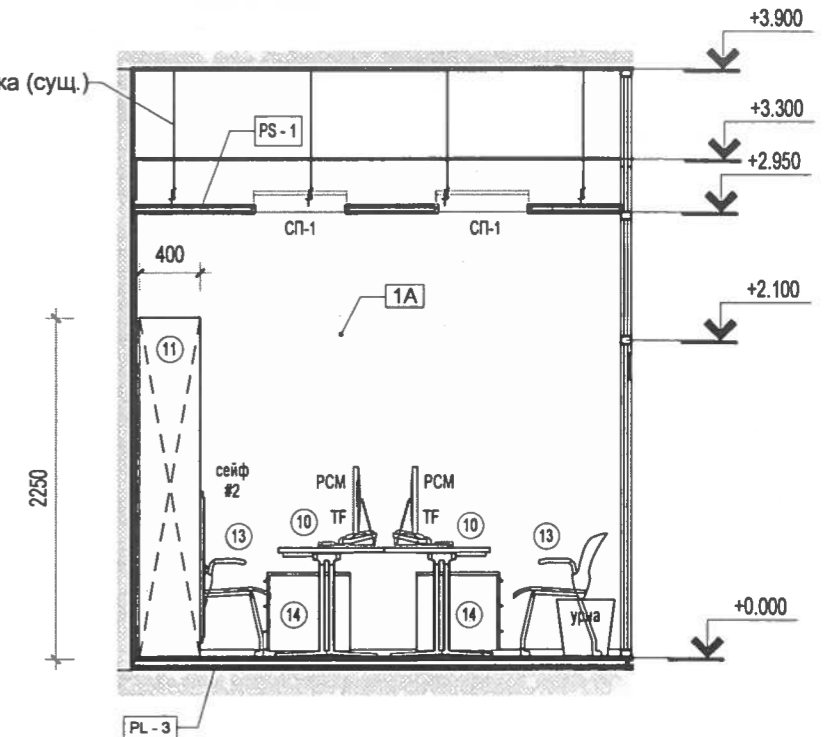 +3.900
ка (сущ.)
+3.300
PS - 1
+2.950
СП-1
СП-1
400
+2.100
1A
11
2250
сейф
#2
PCM
PCM
TF
TF
10
10
13
13
14
14
урна
+0.000
PL - 3